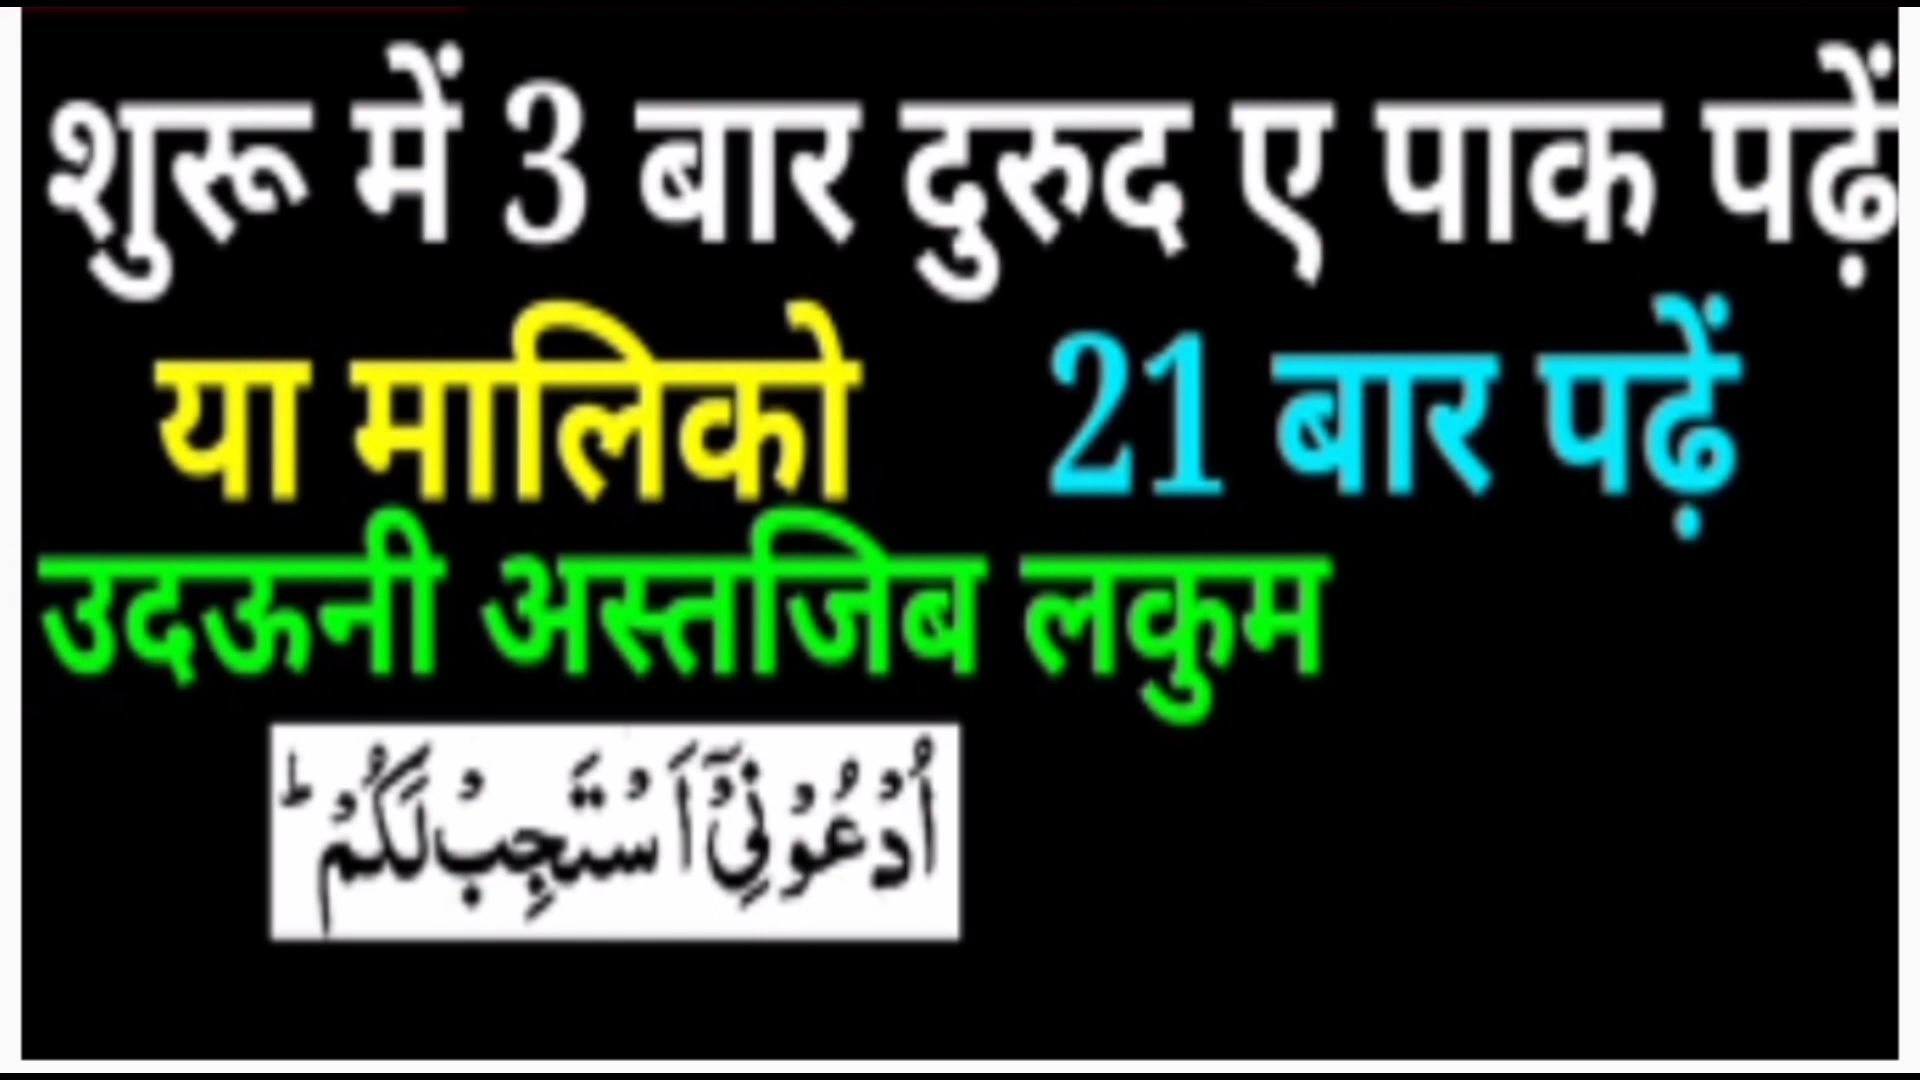 शुरू में 3 बार दुरुद ए पाक पढ़ें
या मालिको 21 बार पढ़ें
उदऊनी अस्तजिब लकुम
اُدْعُوْنِیْۤ اَسْتَجِبْ لَكُمْ ؕ